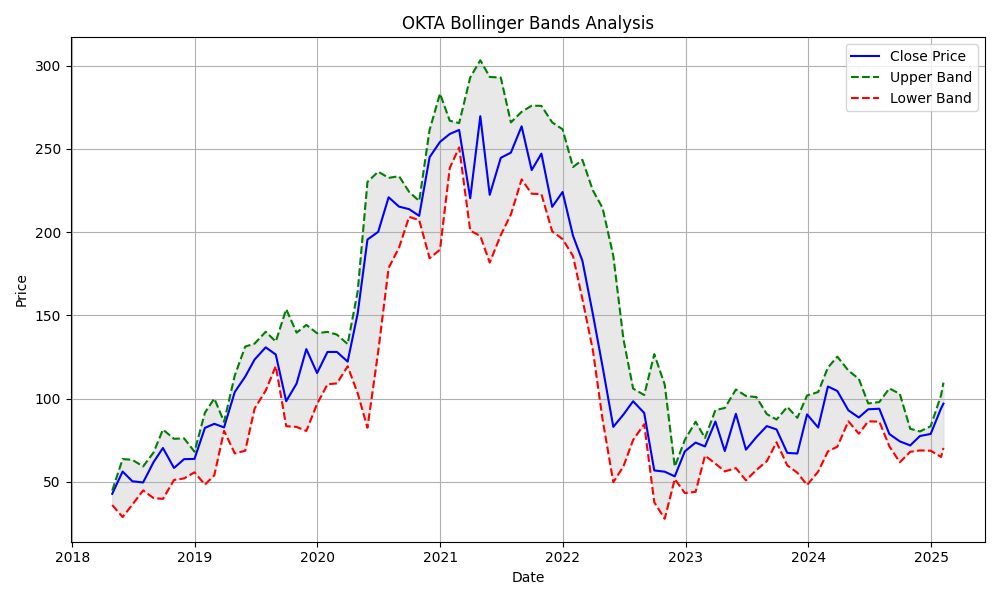 OKTA Bollinger Bands Analysis
Close Price
Upper Band
Lower Band
Price
300
250
200
150
100
50
2018 2019 2020 2021 2022 2023 2024 2025
Date